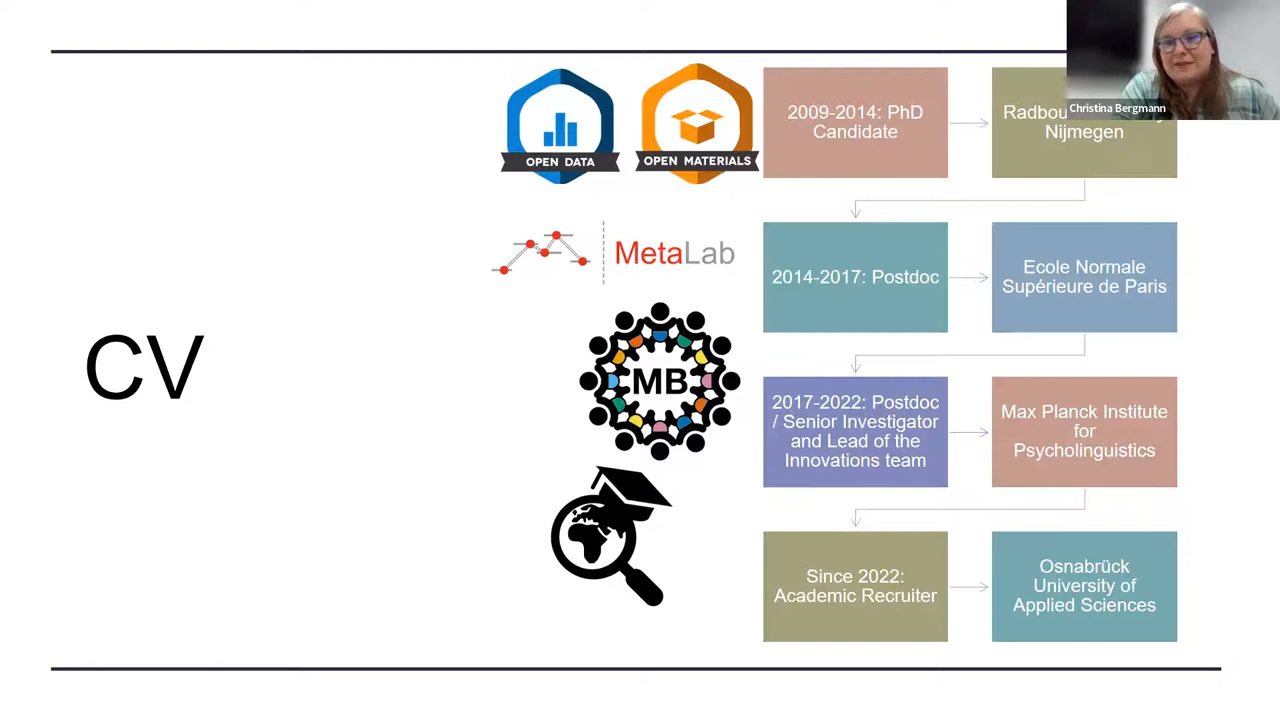 Christina Bergmann
CV
OPEN DATA
OPEN MATERIALS
2009-2014: PhD
Candidate
Nijmegen
MetaLab
2014-2017: Postdoc
Ecole Normale
Supérieure de Paris
MB
2017-2022: Postdoc
/ Senior Investigator
and Lead of the
Innovations team
Max Planck Institute
for
Psycholinguistics
Since 2022:
Academic Recruiter
Osnabrück
University of
Applied Sciences